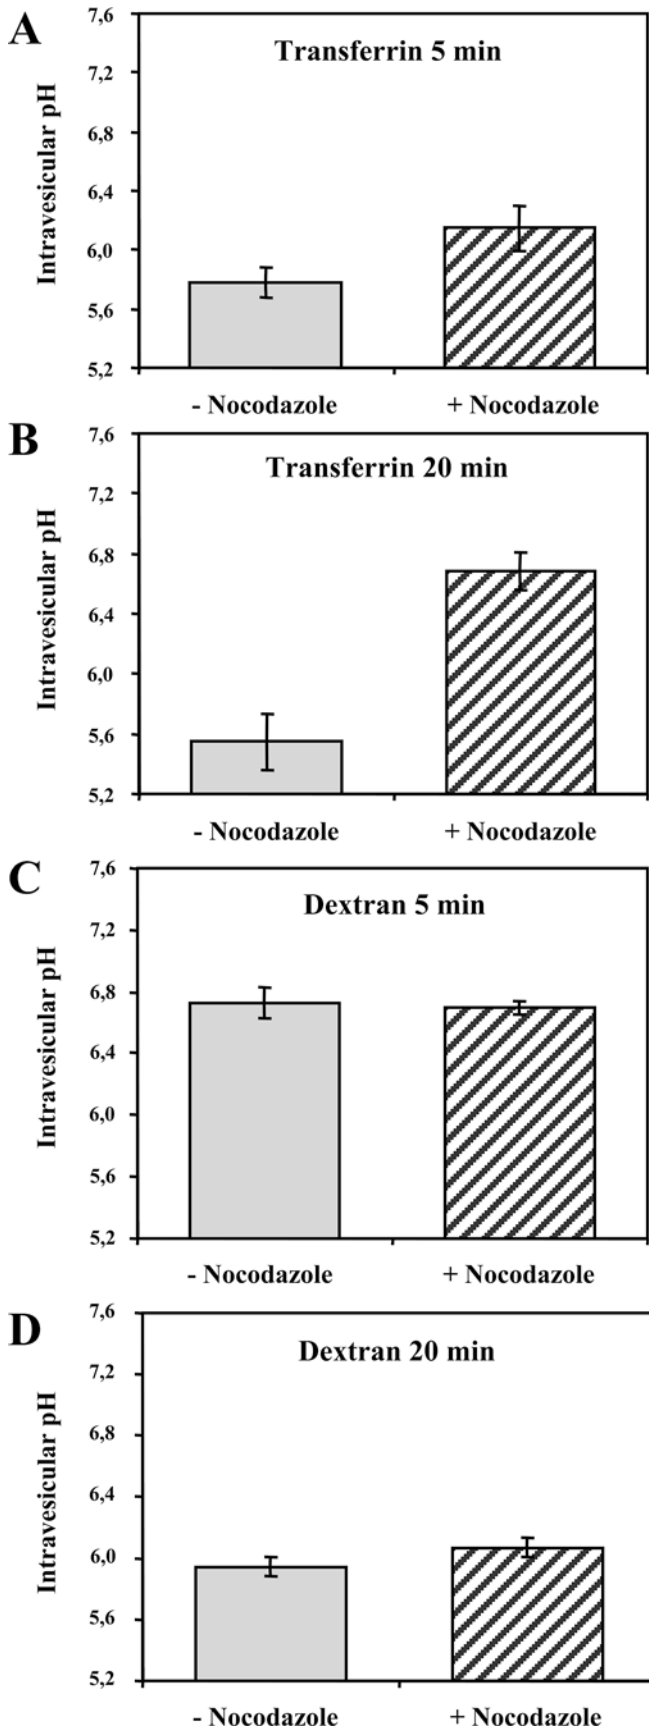 A
Transferrin 5 min
Intravesicular pH
7,6
7,2
6,8
6,4
6,0
5,6
5,2
- Nocodazole + Nocodazole
B
Transferrin 20 min
Intravesicular pH
7,6
7,2
6,8
6,4
6,0
5,6
5,2
- Nocodazole + Nocodazole
C
Dextran 5 min
Intravesicular pH
7,6
7,2
6,8
6,4
6,0
5,6
5,2
- Nocodazole + Nocodazole
D
Dextran 20 min
Intravesicular pH
7,6
7,2
6,8
6,4
6,0
5,6
5,2
- Nocodazole + Nocodazole